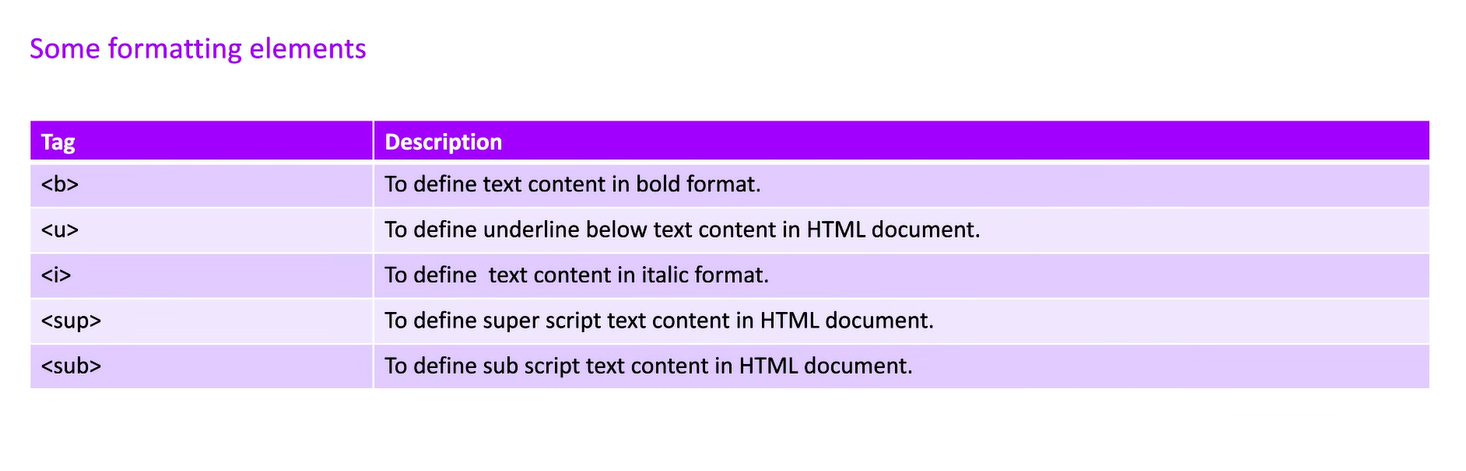 Some formatting elements
Tag Description
<b> To define text content in bold format.
<u> To define underline below text content in HTML document.
<i> To define  text content in italic format.
<sup> To define super script text content in HTML document.
<sub> To define sub script text content in HTML document.